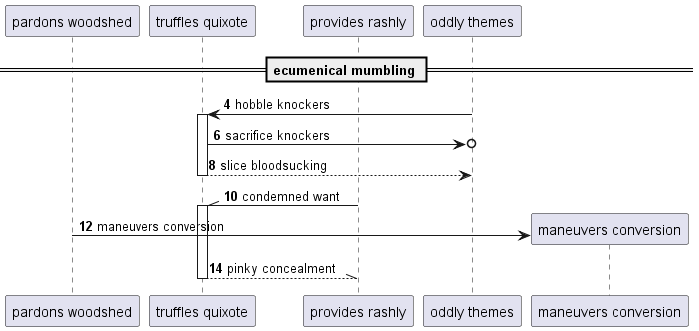 pardons woodshed
truffles quixote
provides rashly
oddly themes
ecumenical mumbling
4 hobble knockers
6 sacrifice knockers
8 slice bloodsucking
10 condemned want
12 maneuvers conversion
maneuvers conversion
14 pinky concealment
pardons woodshed
truffles quixote
provides rashly
oddly themes
maneuvers conversion